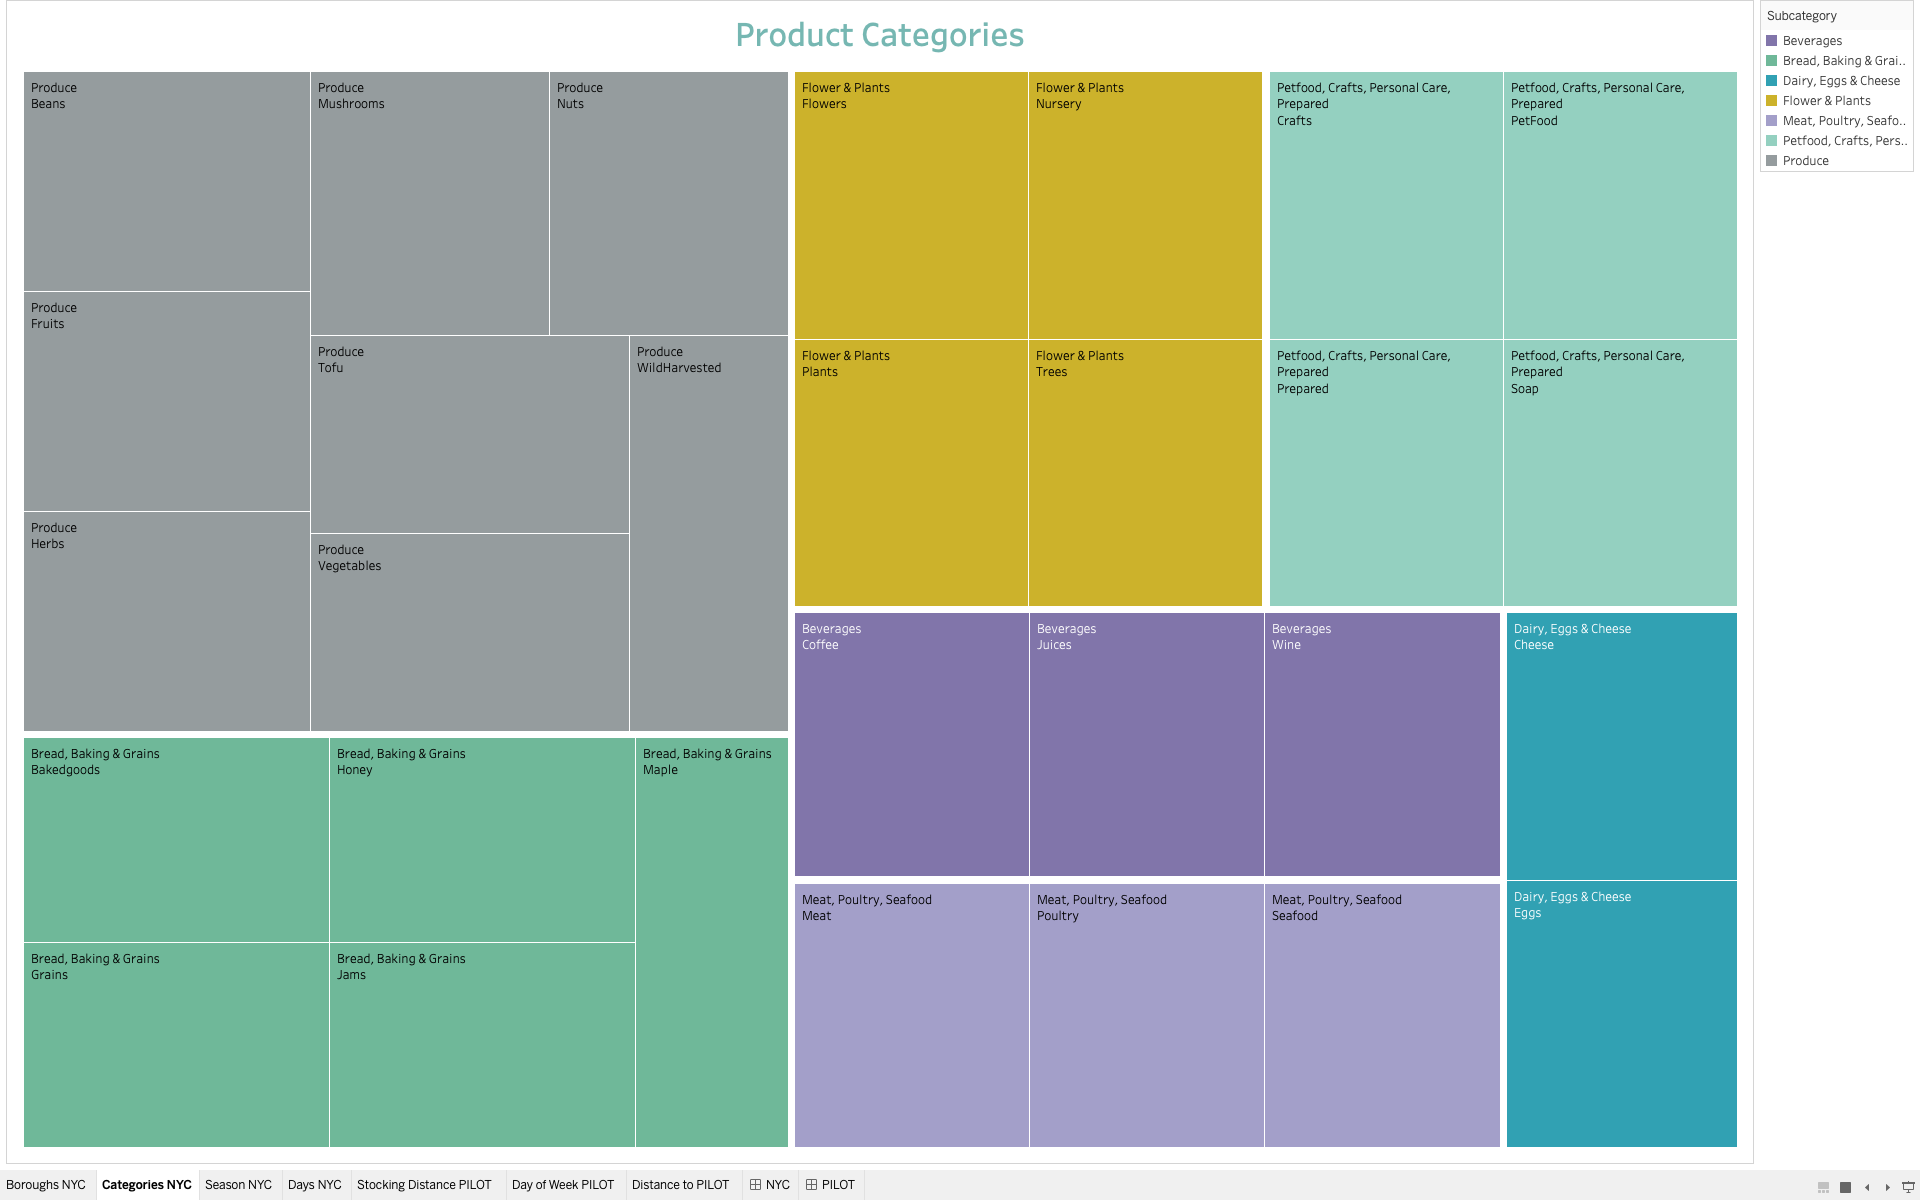 Product Categories
Produce
Beans
Produce
Mushrooms
Produce
Nuts
Produce
Fruits
Produce
Tofu
Produce
WildHarvested
Produce
Herbs
Produce
Vegetables
Bread, Baking & Grains
Bakedgoods
Bread, Baking & Grains
Honey
Bread, Baking & Grains
Maple
Bread, Baking & Grains
Grains
Bread, Baking & Grains
Jams
Flower & Plants
Flowers
Flower & Plants
Nursery
Flower & Plants
Plants
Flower & Plants
Trees
Petfood, Crafts, Personal Care,
Prepared
Crafts
Petfood, Crafts, Personal Care,
Prepared
PetFood
Petfood, Crafts, Personal Care,
Prepared
Prepared
Petfood, Crafts, Personal Care,
Prepared
Soap
Beverages
Coffee
Beverages
Juices
Beverages
Wine
Dairy, Eggs & Cheese
Cheese
Meat, Poultry, Seafood
Meat
Meat, Poultry, Seafood
Poultry
Meat, Poultry, Seafood
Seafood
Dairy, Eggs & Cheese
Eggs
Subcategory
Beverages
Bread, Baking & Grai..
Dairy, Eggs & Cheese
Flower & Plants
Meat, Poultry, Seafo..
Petfood, Crafts, Pers..
Produce
Boroughs NYC
Categories NYC
Season NYC
Days NYC
Stocking Distance PILOT
Day of Week PILOT
Distance to PILOT
NYC
PILOT